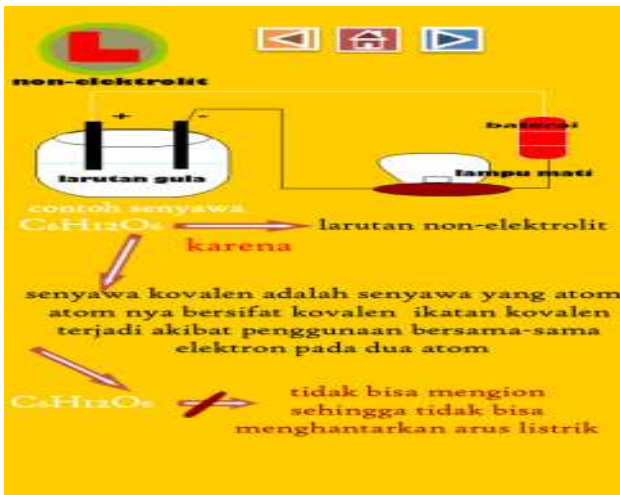 L
non-elektrolit
+ -
baterai
larutan gula
lampu mati
contoh senyawa
C6H12O6
larutan non-elektrolit
karena
senyawa kovalen adalah senyawa yang atom
atom nya bersifat kovalen ikatan kovalen
terjadi akibat penggunaan bersama-sama
elektron pada dua atom
C6H12O6
tidak bisa mengion
sehingga tidak bisa
menghantarkan arus listrik